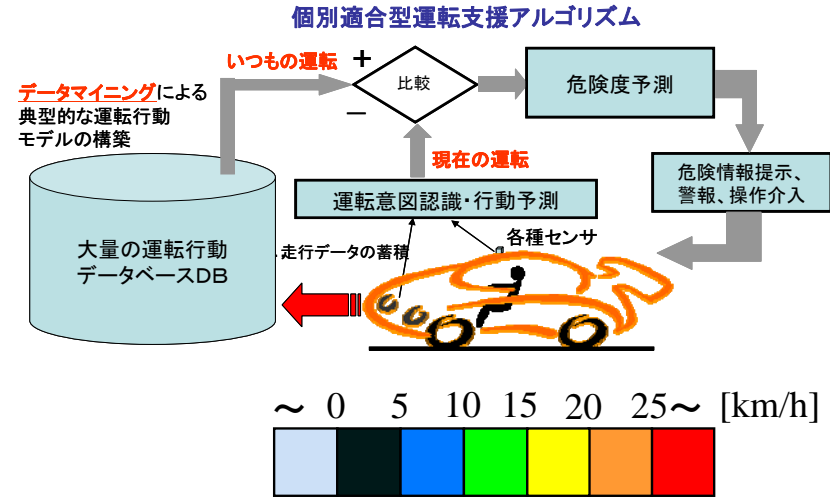 個別適合型運転支援アルゴリズム
いつもの運転
+
比較
−
危険度予測
データマイニングによる
典型的な運転行動
モデルの構築
現在の運転
危険情報提示、
警報、操作介入
運転意図認識・行動予測
各種センサ
大量の運転行動
データベースDB
走行データの蓄積
～ 0 5 10 15 20 25～ [km/h]